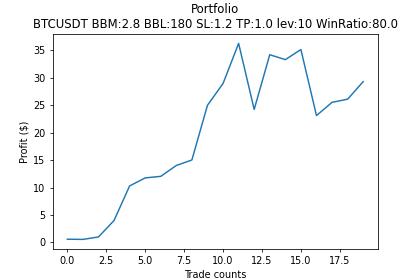 Portfolio
BTCUSDT BBM:2.8 BBL:180 SL:1.2 TP:1.0 lev:10 WinRatio:80.0
35
30
25
20
15
10
5
0
Profit ($)
0.0 2.5 5.0 7.5 10.0 12.5 15.0 17.5
Trade counts